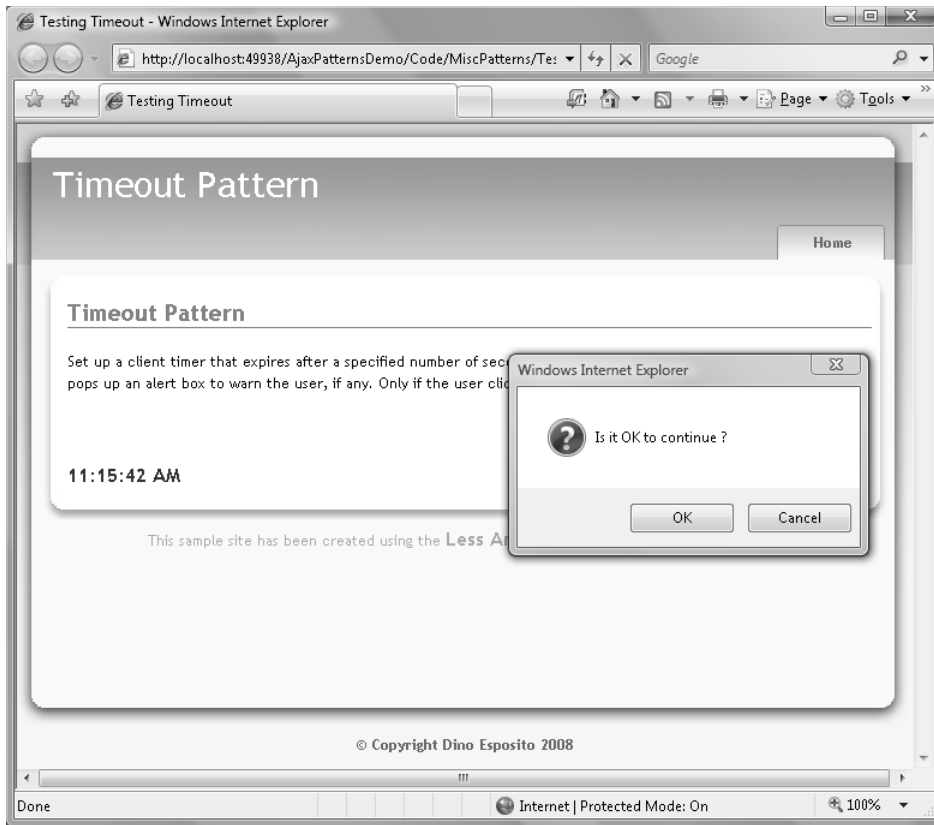 Testing Timeout - Windows Internet Explorer
http://localhost:49938/AjaxPatternsDemo/Code/MiscPatterns/Te
Google
Testing Timeout
Page
Tools
»
Timeout Pattern
Home
Timeout Pattern
Set up a client timer that expires after a specified number of sec
pops up an alert box to warn the user, if any. Only if the user clic
11:15:42 AM
Windows Internet Explorer
Is it OK to continue ?
OK
Cancel
This sample site has been created using the Less A
© Copyright Dino Esposito 2008
Done
Internet | Protected Mode: On
100%